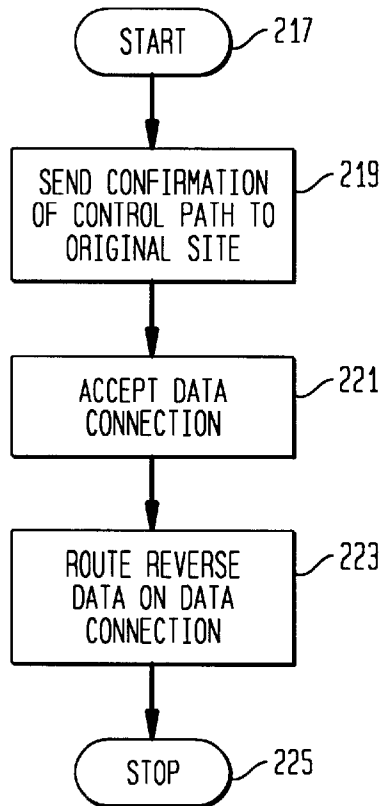 START
217
SEND CONFIRMATION
OF CONTROL PATH TO
ORIGINAL SITE
219
ACCEPT DATA
CONNECTION
221
ROUTE REVERSE
DATA ON DATA
CONNECTION
223
STOP
225